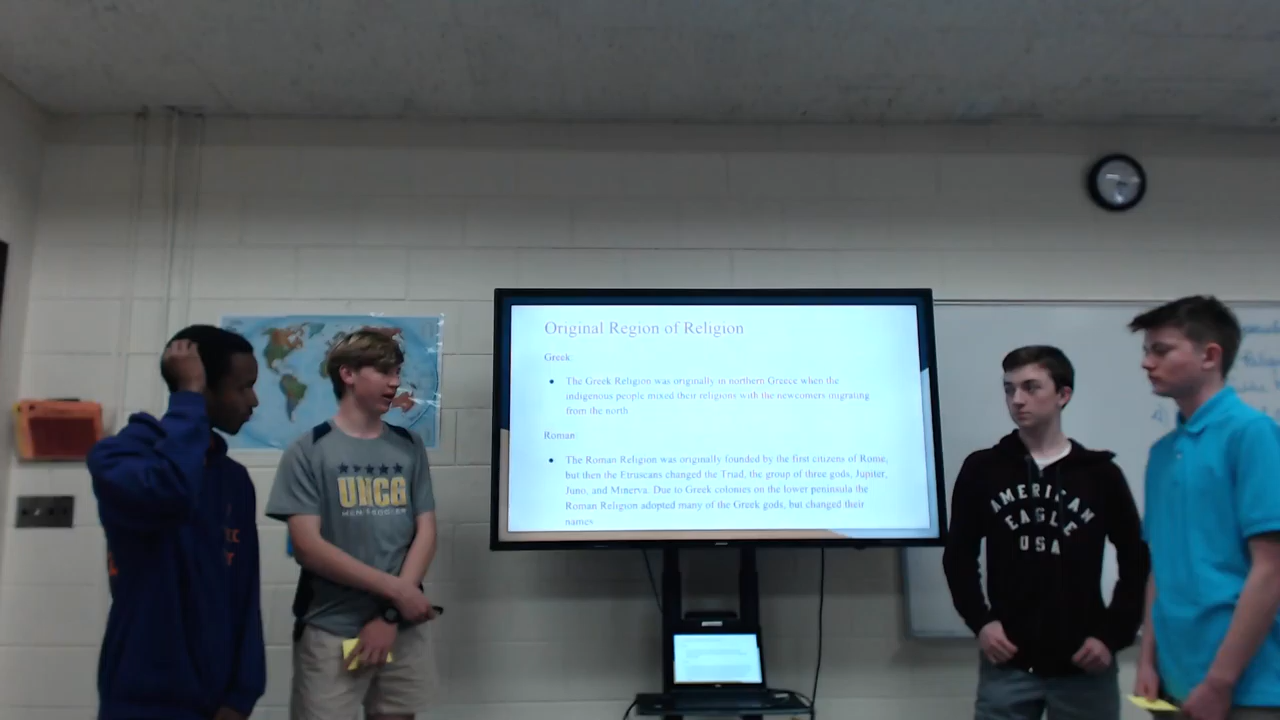 Original Region of Religion
Greek:
The Greek Religion was originally in northern Greece when the
indigenous people mixed their religions with the newcomers migrating
from the north
Roman:
The Roman Religion was originally founded by the first citizens of Rome,
but then the Etruscans changed the Triad, the group of three gods, Jupiter,
Juno, and Minerva. Due to Greek colonies on the lower peninsula the
Roman Religion adopted many of the Greek gods, but changed their
names
UNCG
MEN'S SOCCER
AMERICAN
EAGLE
USA